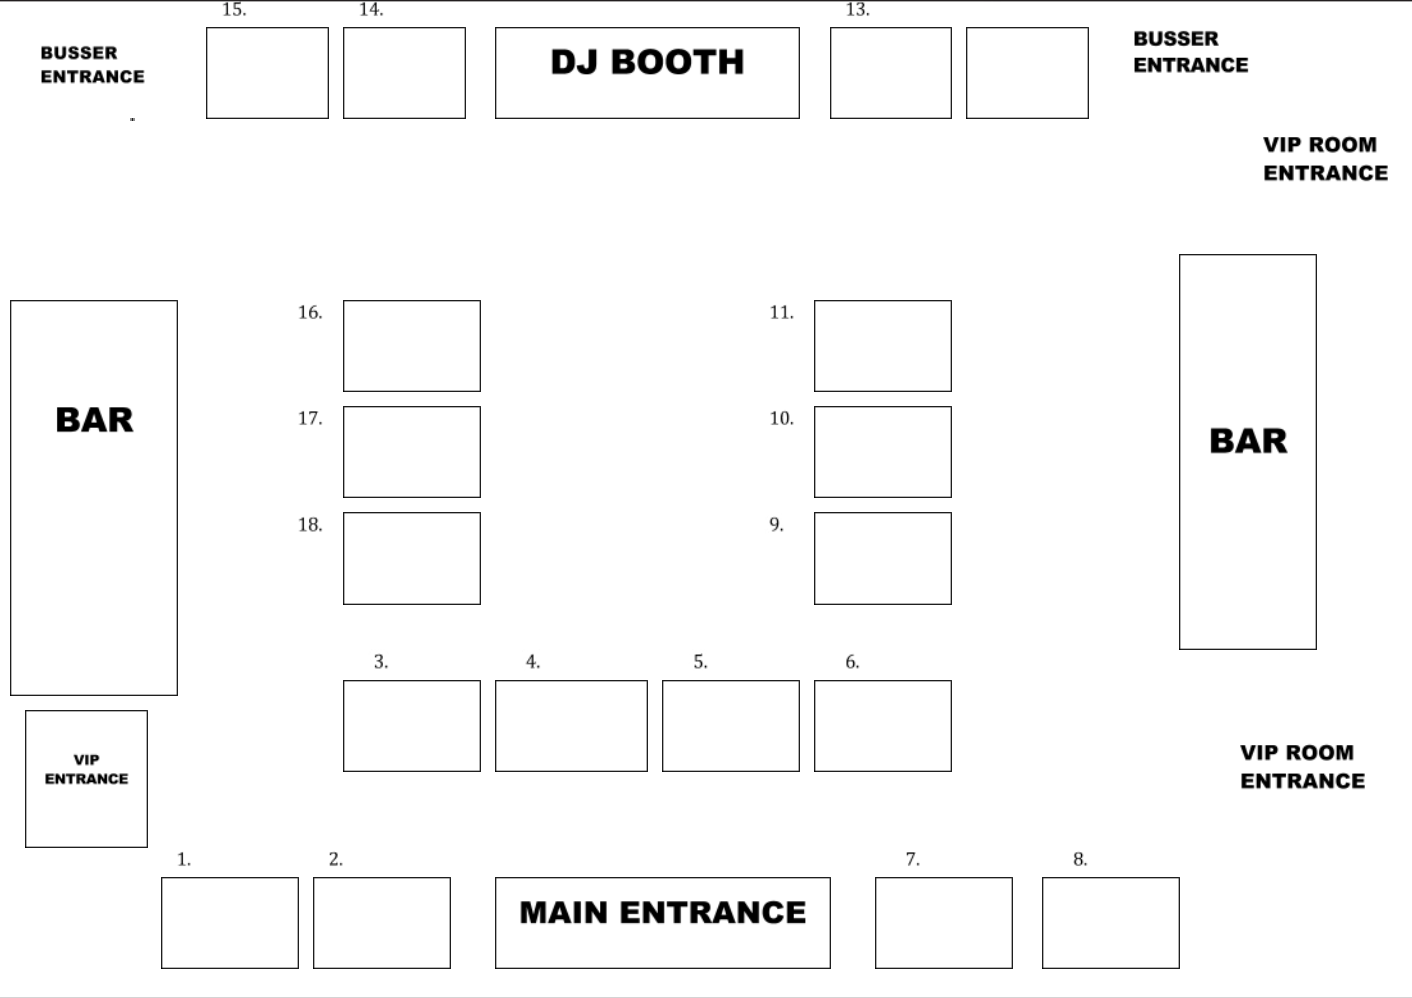 15.
14.
13.
BUSSER
ENTRANCE
DJ BOOTH
BUSSER
ENTRANCE
VIP ROOM
ENTRANCE
16.
11.
BAR
17.
10.
BAR
18.
9.
3.
4.
5.
6.
VIP
ENTRANCE
VIP ROOM
ENTRANCE
1.
2.
7.
8.
MAIN ENTRANCE